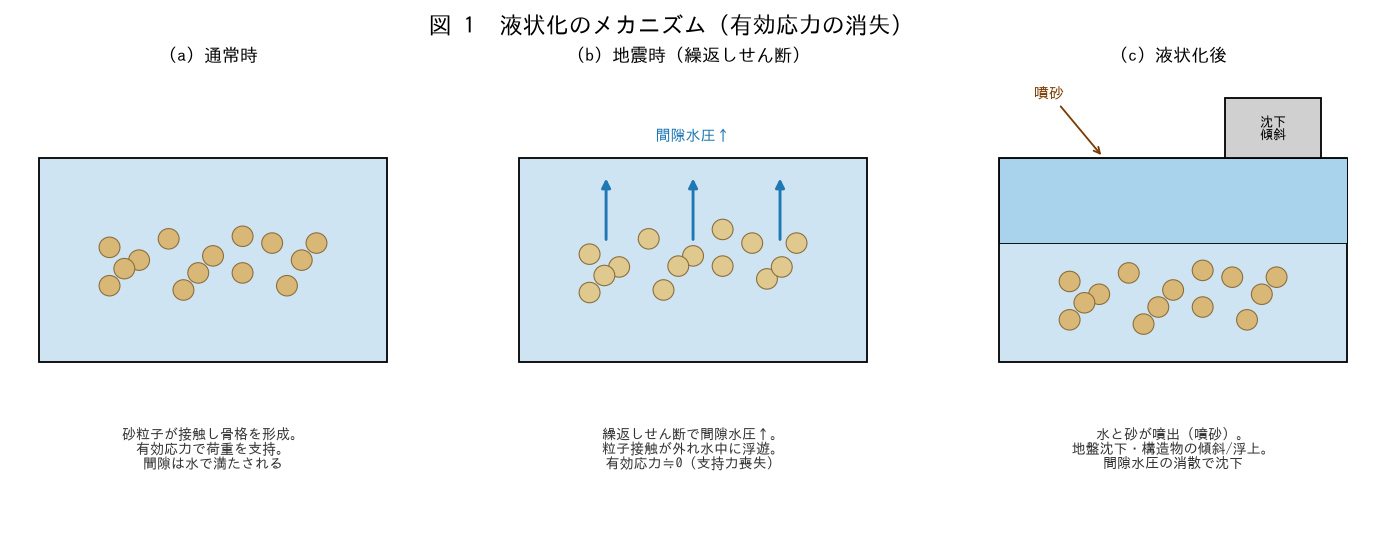 図 1　液状化のメカニズム（有効応力の消失）
（a）通常時
（b）地震時（繰返しせん断）
（c）液状化後
間隙水圧↑
噴砂
沈下
傾斜
砂粒子が接触し骨格を形成。
有効応力で荷重を支持。
間隙は水で満たされる
繰返しせん断で間隙水圧↑。
粒子接触が外れ水中に浮遊。
有効応力≒0（支持力喪失）
水と砂が噴出（噴砂）。
地盤沈下・構造物の傾斜/浮上。
間隙水圧の消散で沈下